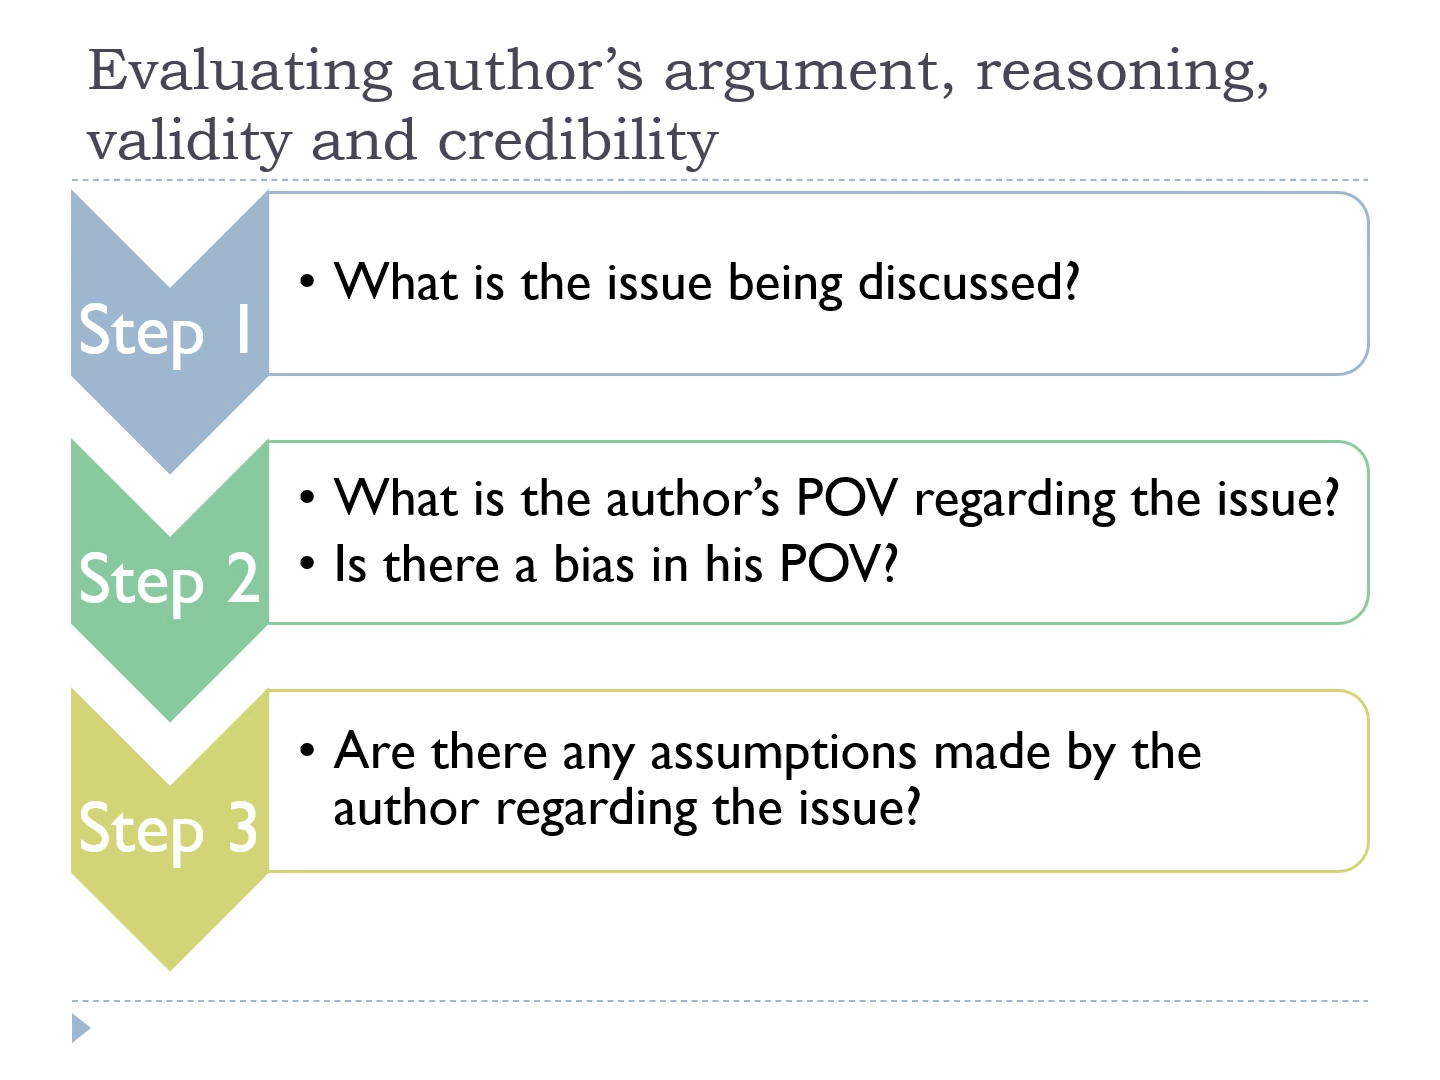 Evaluating author’s argument, reasoning,
validity and credibility
Step 1
• What is the issue being discussed?
Step 2
• What is the author’s POV regarding the issue?
• Is there a bias in his POV?
Step 3
• Are there any assumptions made by the
author regarding the issue?